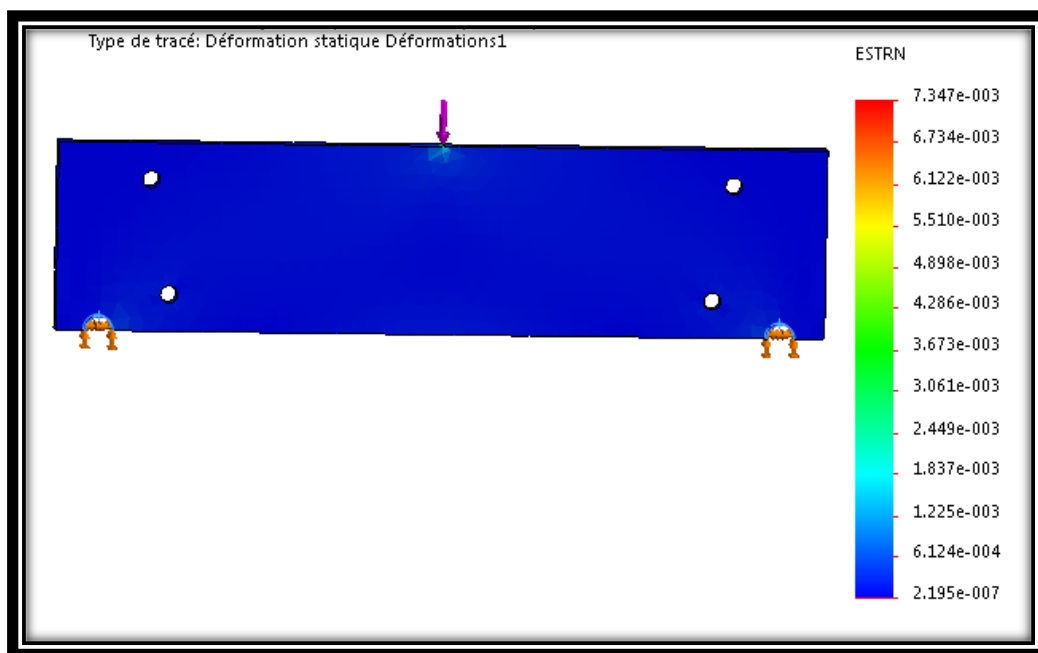 Type de tracé: Déformation statique Déformations1
ESTRN
7.347e-003
6.734e-003
6.122e-003
5.510e-003
4.898e-003
4.286e-003
3.673e-003
3.061e-003
2.449e-003
1.837e-003
1.225e-003
6.124e-004
2.195e-007